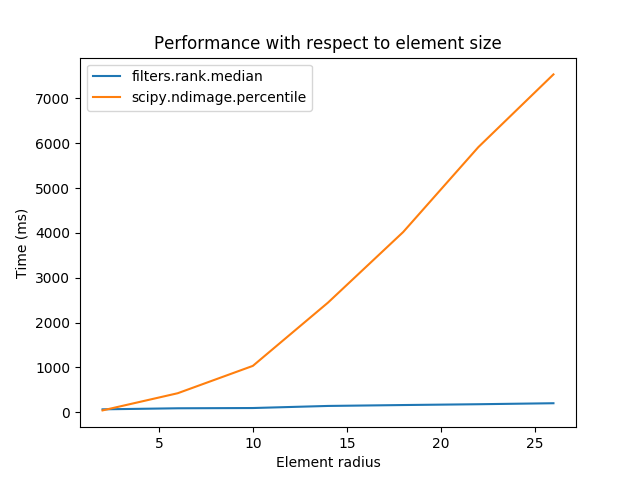 Performance with respect to element size
filters.rank.median
scipy.ndimage.percentile
Time (ms)
7000
6000
5000
4000
3000
2000
1000
0
5 10 15 20 25
Element radius